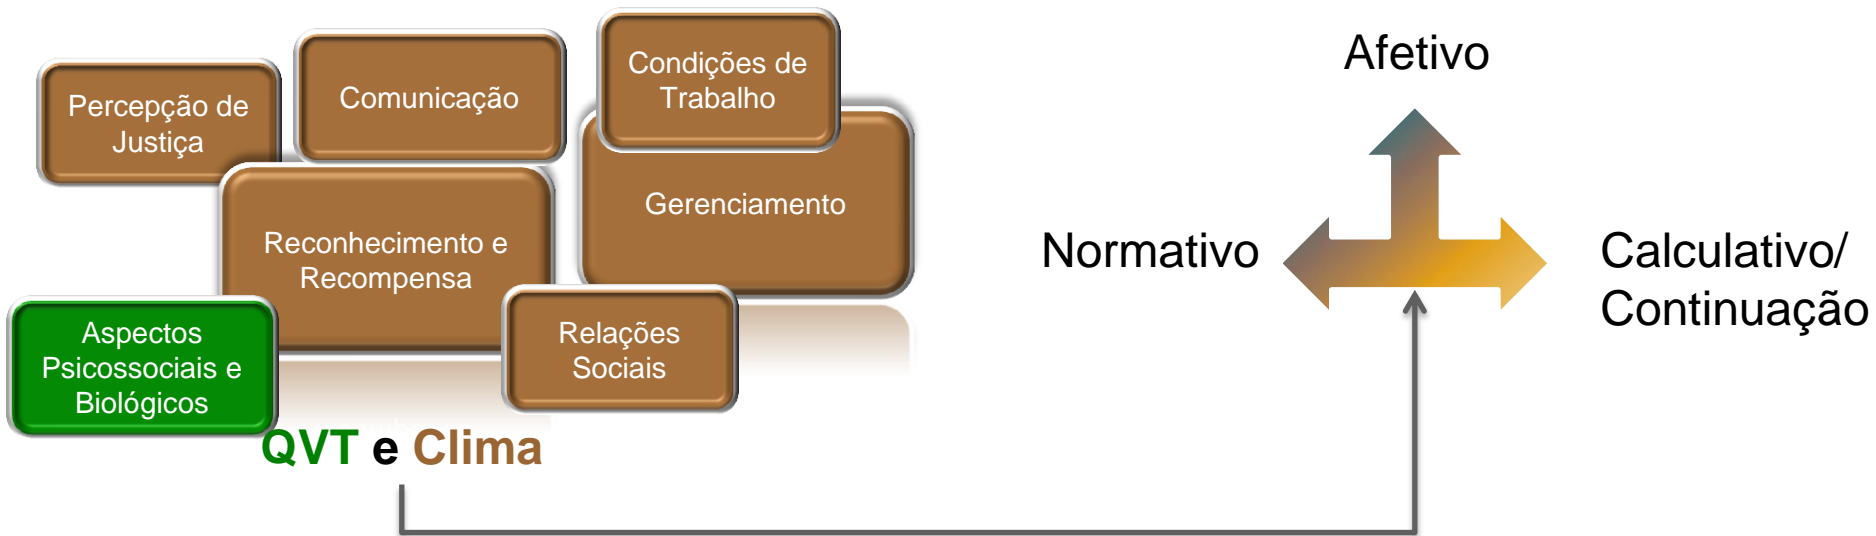 Percepção de
Justiça
Comunicação
Condições de
Trabalho
Gerenciamento
Reconhecimento e
Recompensa
Aspectos
Psicossociais e
Biológicos
Relações
Sociais
QVT e Clima
Afetivo
Normativo
Calculativo/
Continuação